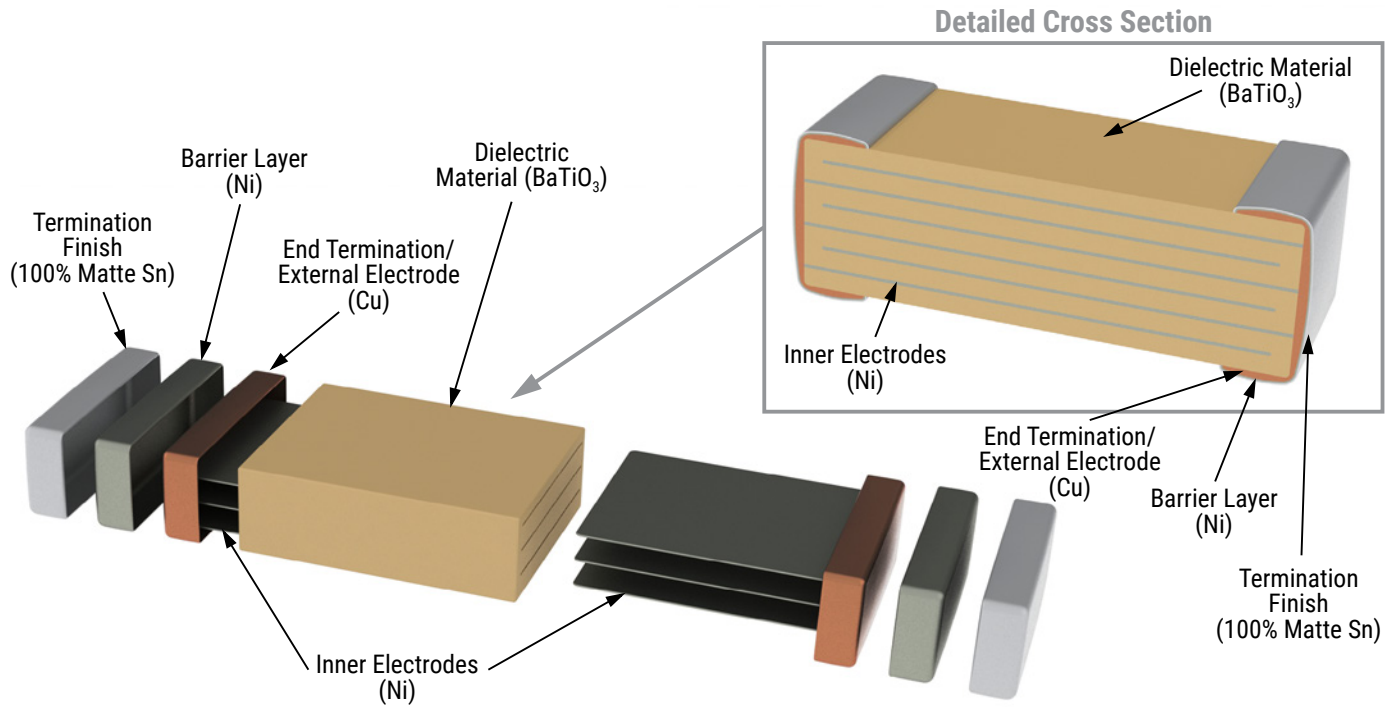 Detailed Cross Section
Dielectric Material
(BaTiO₃)
Inner Electrodes
(Ni)
End Termination/
External Electrode
(Cu)
Barrier Layer
(Ni)
Termination
Finish
(100% Matte Sn)
Barrier Layer
(Ni)
Dielectric
Material (BaTiO₃)
Termination
Finish
(100% Matte Sn)
End Termination/
External Electrode
(Cu)
Inner Electrodes
(Ni)